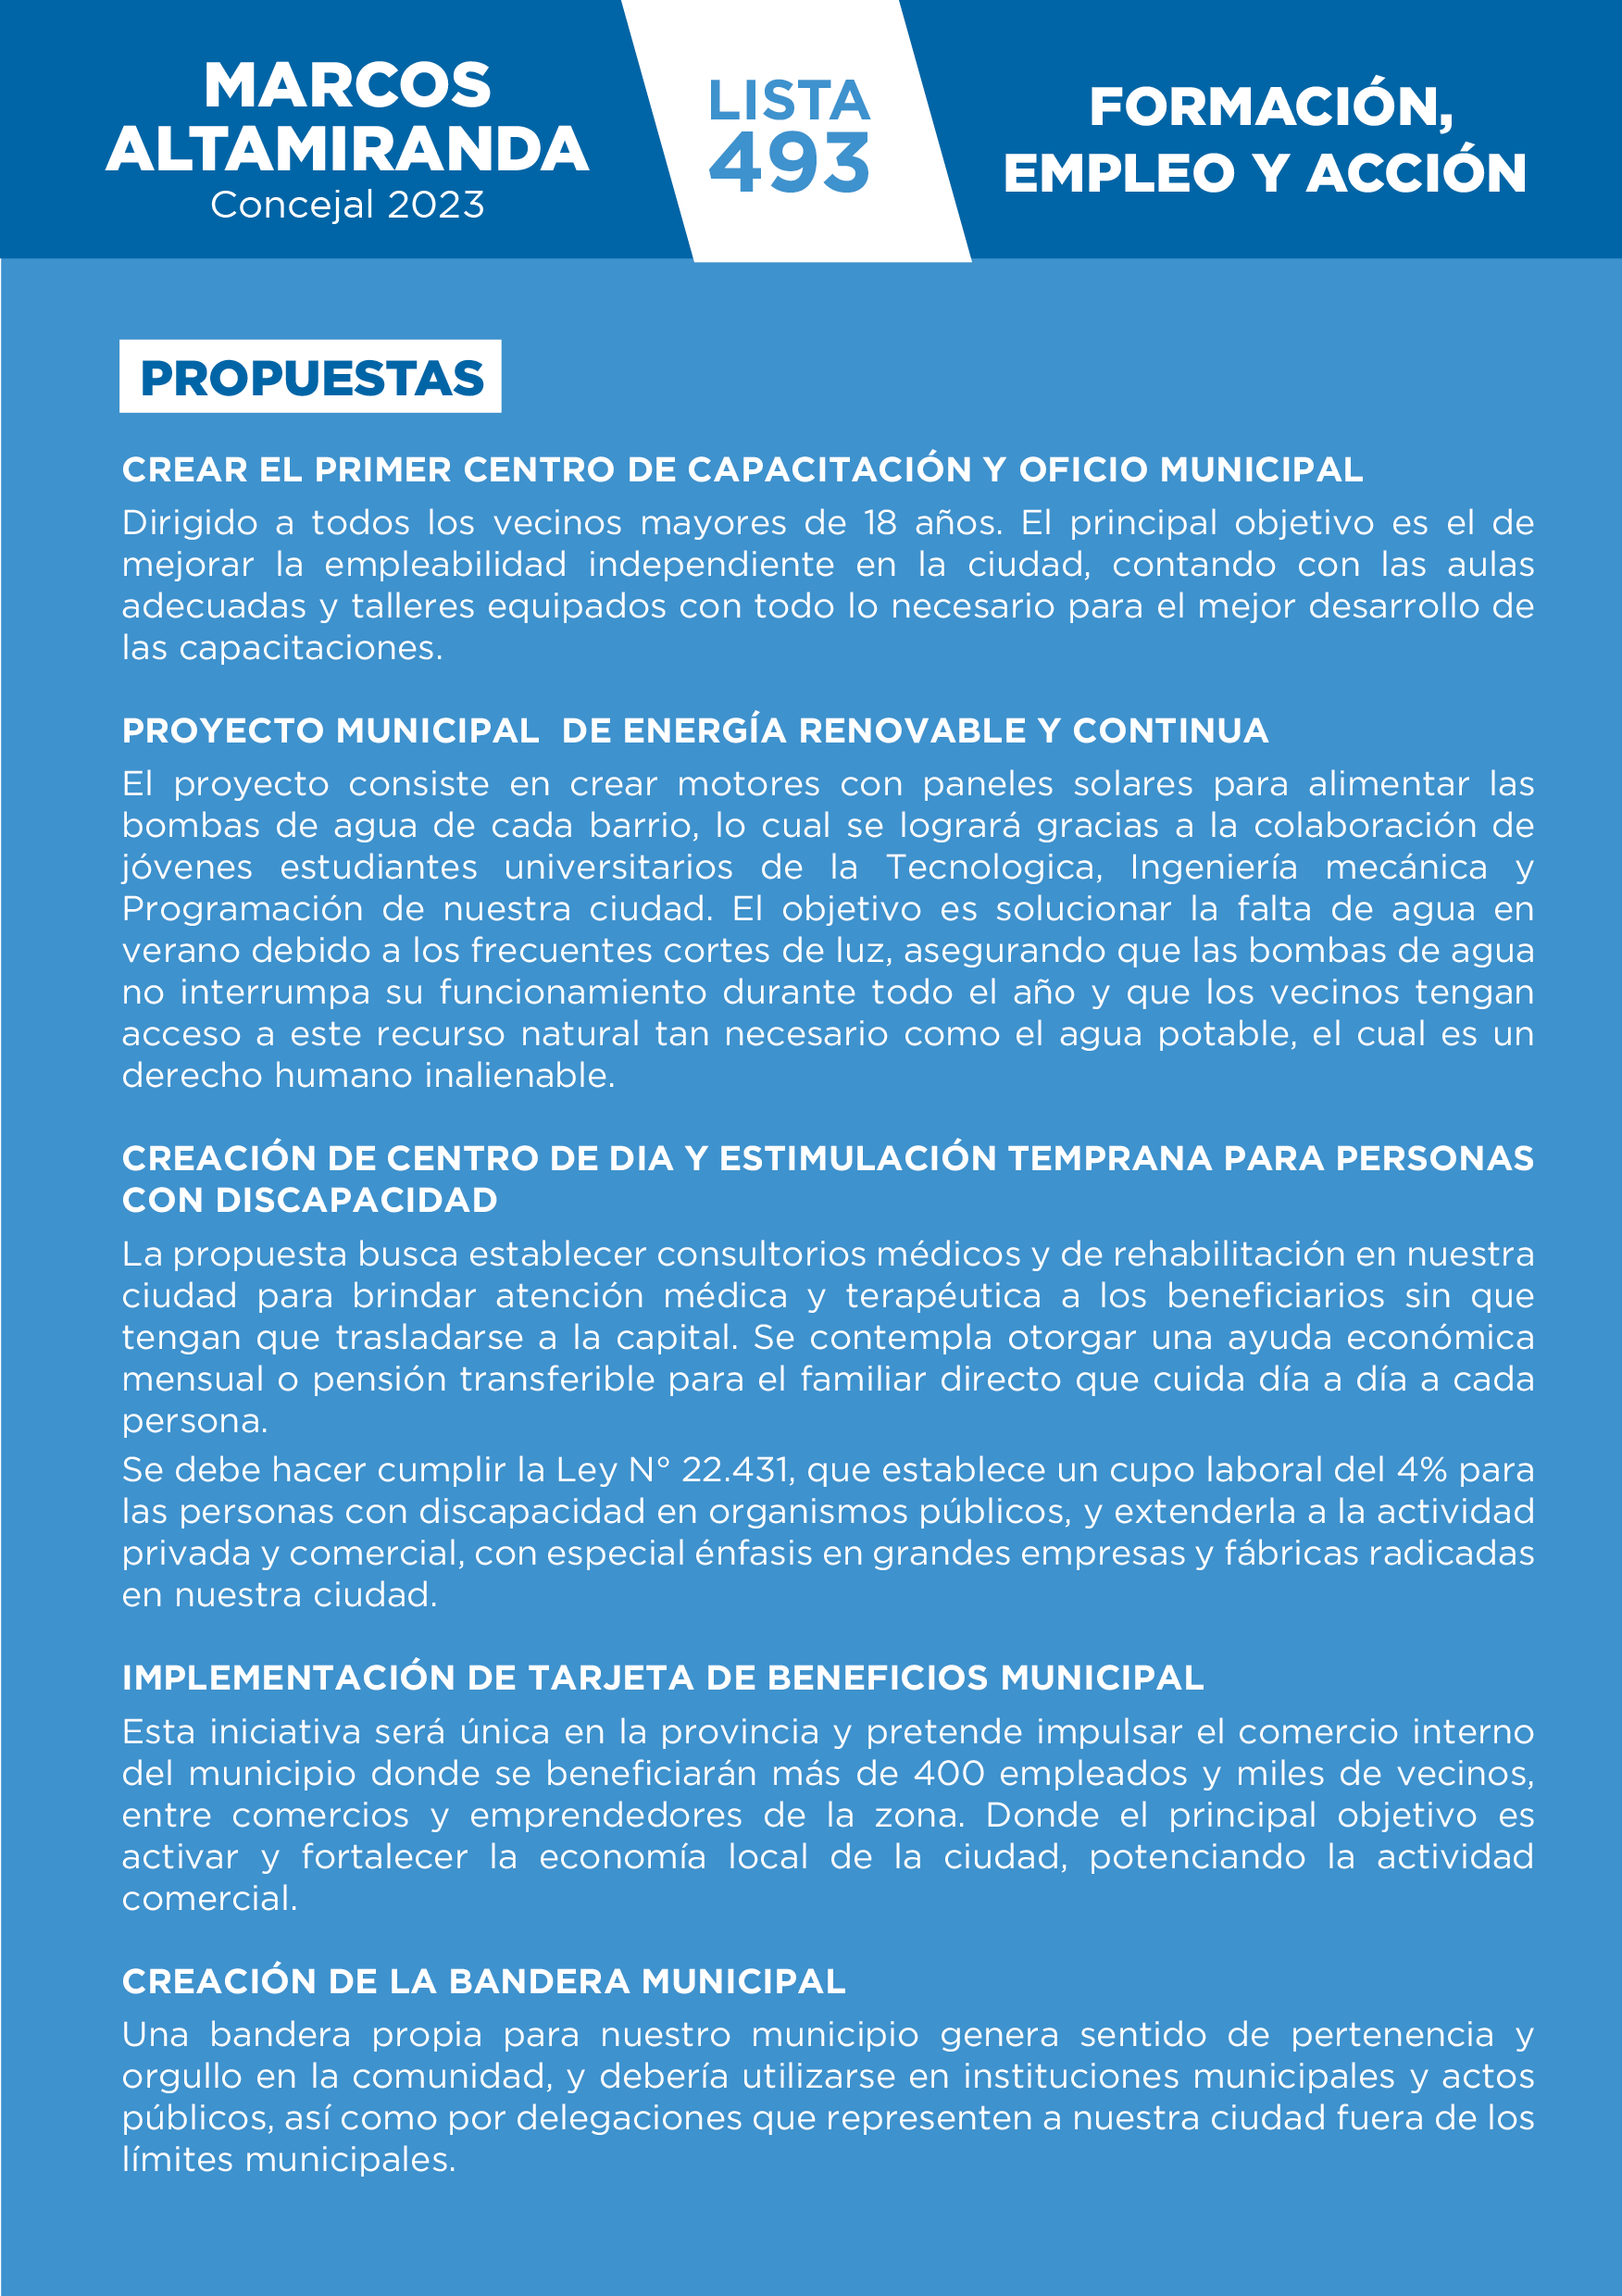 MARCOS
ALTAMIRANDA
Concejal 2023
LISTA
493
FORMACIÓN,
EMPLEO Y ACCIÓN
PROPUESTAS
CREAR EL PRIMER CENTRO DE CAPACITACIÓN Y OFICIO MUNICIPAL
Dirigido a todos los vecinos mayores de 18 años. El principal objetivo es el de
mejorar la empleabilidad independiente en la ciudad, contando con las aulas
adecuadas y talleres equipados con todo lo necesario para el mejor desarrollo de
las capacitaciones.
PROYECTO MUNICIPAL  DE ENERGÍA RENOVABLE Y CONTINUA
El proyecto consiste en crear motores con paneles solares para alimentar las
bombas de agua de cada barrio, lo cual se logrará gracias a la colaboración de
jóvenes estudiantes universitarios de la Tecnologica, Ingeniería mecánica y
Programación de nuestra ciudad. El objetivo es solucionar la falta de agua en
verano debido a los frecuentes cortes de luz, asegurando que las bombas de agua
no interrumpa su funcionamiento durante todo el año y que los vecinos tengan
acceso a este recurso natural tan necesario como el agua potable, el cual es un
derecho humano inalienable.
CREACIÓN DE CENTRO DE DIA Y ESTIMULACIÓN TEMPRANA PARA PERSONAS
CON DISCAPACIDAD
La propuesta busca establecer consultorios médicos y de rehabilitación en nuestra
ciudad para brindar atención médica y terapéutica a los beneficiarios sin que
tengan que trasladarse a la capital. Se contempla otorgar una ayuda económica
mensual o pensión transferible para el familiar directo que cuida día a día a cada
persona.
Se debe hacer cumplir la Ley N° 22.431, que establece un cupo laboral del 4% para
las personas con discapacidad en organismos públicos, y extenderla a la actividad
privada y comercial, con especial énfasis en grandes empresas y fábricas radicadas
en nuestra ciudad.
IMPLEMENTACIÓN DE TARJETA DE BENEFICIOS MUNICIPAL
Esta iniciativa será única en la provincia y pretende impulsar el comercio interno
del municipio donde se beneficiarán más de 400 empleados y miles de vecinos,
entre comercios y emprendedores de la zona. Donde el principal objetivo es
activar y fortalecer la economía local de la ciudad, potenciando la actividad
comercial.
CREACIÓN DE LA BANDERA MUNICIPAL
Una bandera propia para nuestro municipio genera sentido de pertenencia y
orgullo en la comunidad, y debería utilizarse en instituciones municipales y actos
públicos, así como por delegaciones que representen a nuestra ciudad fuera de los
límites municipales.